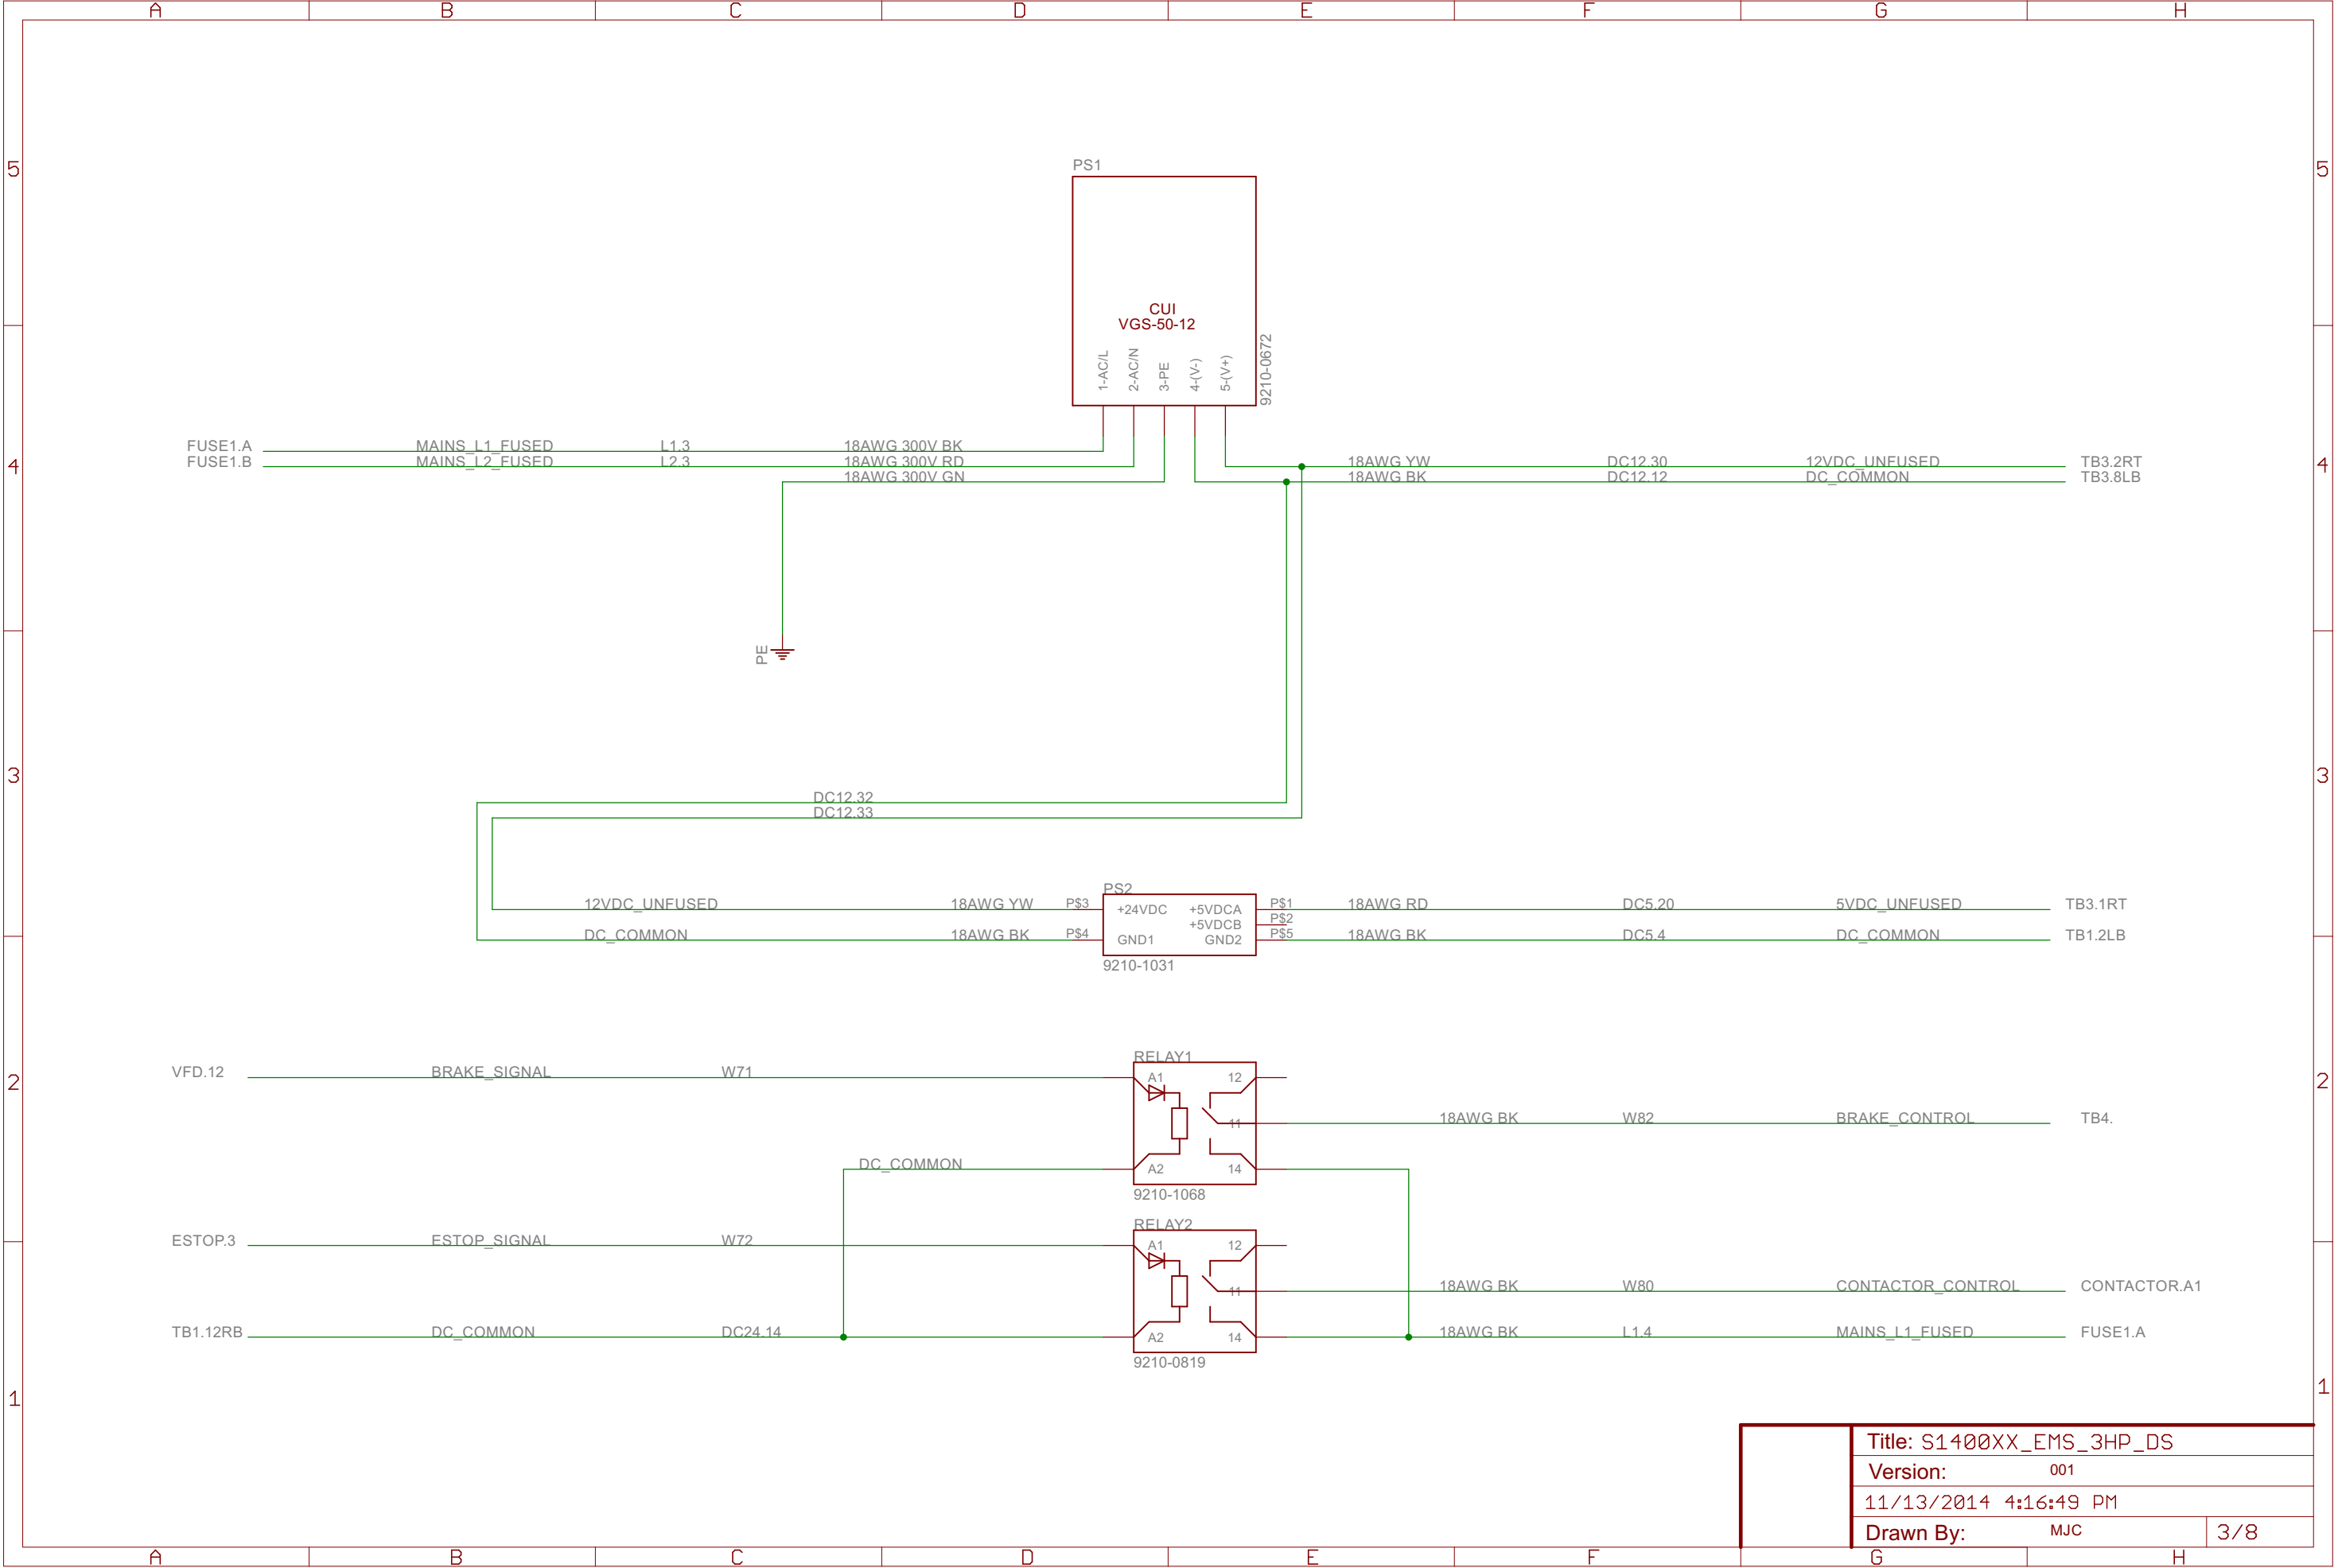 A B C D E F G H
5 5
PS1
CUI
VGS-50-12
1-AC/L
2-AC/N
3-PE
4-(V-)
5-(V+)
9210-0672
4 4
FUSE1.A MAINS_L1_FUSED L1.3 18AWG 300V BK
FUSE1.B MAINS_L2_FUSED L2.3 18AWG 300V RD
18AWG 300V GN
18AWG YW DC12.30 12VDC_UNFUSED TB3.2RT
18AWG BK DC12.12 DC_COMMON TB3.8LB
PE
3 3
DC12.32
DC12.33
PS2
12VDC_UNFUSED 18AWG YW P$3 +24VDC +5VDCA P$1 18AWG RD DC5.20 5VDC_UNFUSED TB3.1RT
+5VDCB P$2
DC_COMMON 18AWG BK P$4 GND1 GND2 P$5 18AWG BK DC5.4 DC_COMMON TB1.2LB
9210-1031
2 2
RELAY1
VFD.12 BRAKE_SIGNAL W71 A1 12
11 18AWG BK W82 BRAKE_CONTROL TB4.
DC_COMMON A2 14
9210-1068
RELAY2
ESTOP.3 ESTOP_SIGNAL W72 A1 12
11 18AWG BK W80 CONTACTOR_CONTROL CONTACTOR.A1
TB1.12RB DC_COMMON DC24.14 A2 14 18AWG BK L1.4 MAINS_L1_FUSED FUSE1.A
9210-0819
1 1
Title: S1400XX_EMS_3HP_DS
Version: 001
11/13/2014 4:16:49 PM
Drawn By: MJC 3/8
A B C D E F G H